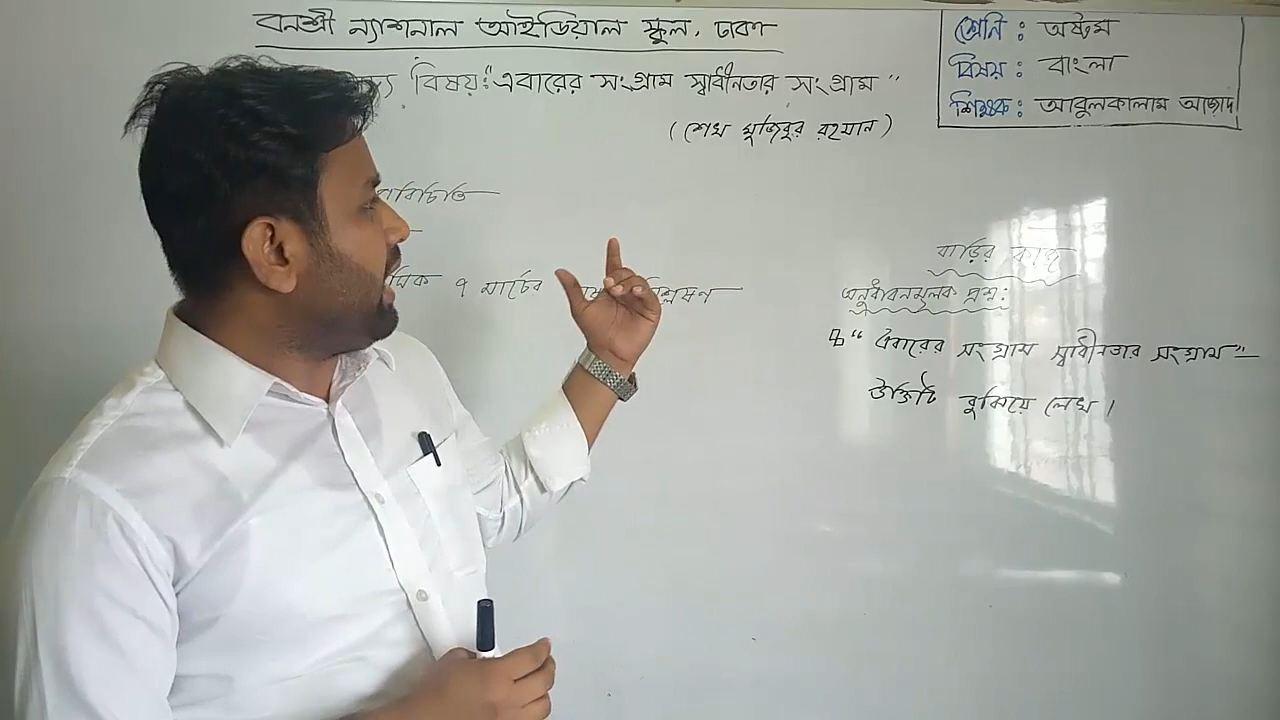 বনশ্রী ন্যাশনাল আইডিয়াল স্কুল, ঢাকা
বিষয়: "এবারের সংগ্রাম স্বাধীনতার সংগ্রাম"
(শেখ মুজিবুর রহমান)
শ্রেনি : অষ্টম
বিষয় : বাংলা
শিক্ষক : আবুলকালাম আজাদ
৭ মার্চের
বাড়ির কাজ
অনুধাবনমূলক প্রশ্ন:
"এবারের সংগ্রাম স্বাধীনতার সংগ্রাম"—
উক্তিটি বুঝিয়ে লেখ।